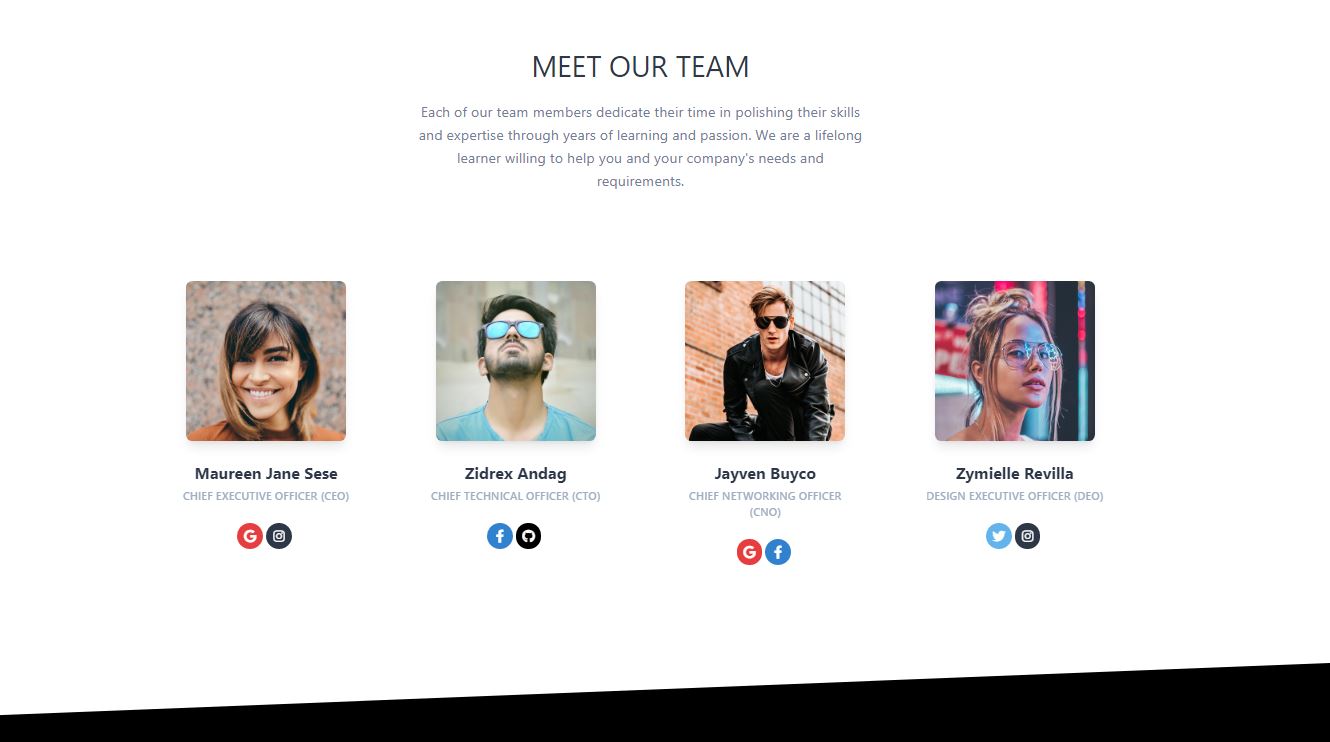 MEET OUR TEAM
Each of our team members dedicate their time in polishing their skills
and expertise through years of learning and passion. We are a lifelong
learner willing to help you and your company's needs and
requirements.
Maureen Jane Sese
CHIEF EXECUTIVE OFFICER (CEO)
Zidrex Andag
CHIEF TECHNICAL OFFICER (CTO)
Jayven Buyco
CHIEF NETWORKING OFFICER
(CNO)
Zymielle Revilla
DESIGN EXECUTIVE OFFICER (DEO)